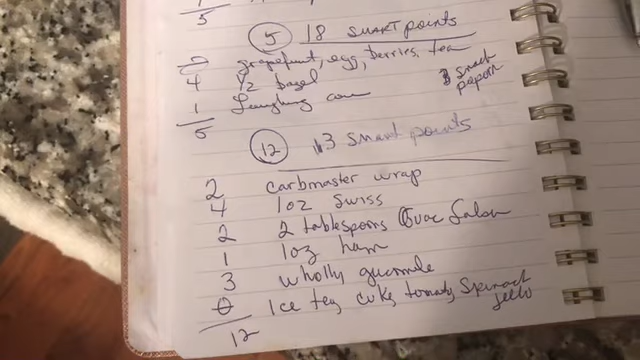 5
5 18 smart points
0 grapefruit, egg, berries, tea
4 1/2 bagel
1 Laughing cow
snack
popcorn
5
12 13 smart points
2 carbmaster wrap
4 1oz swiss
2 2 tablespoons Guac Salsa
1 1oz ham
3 wholly
0 Ice tea, cuke, tomato, Spinach
jello
12